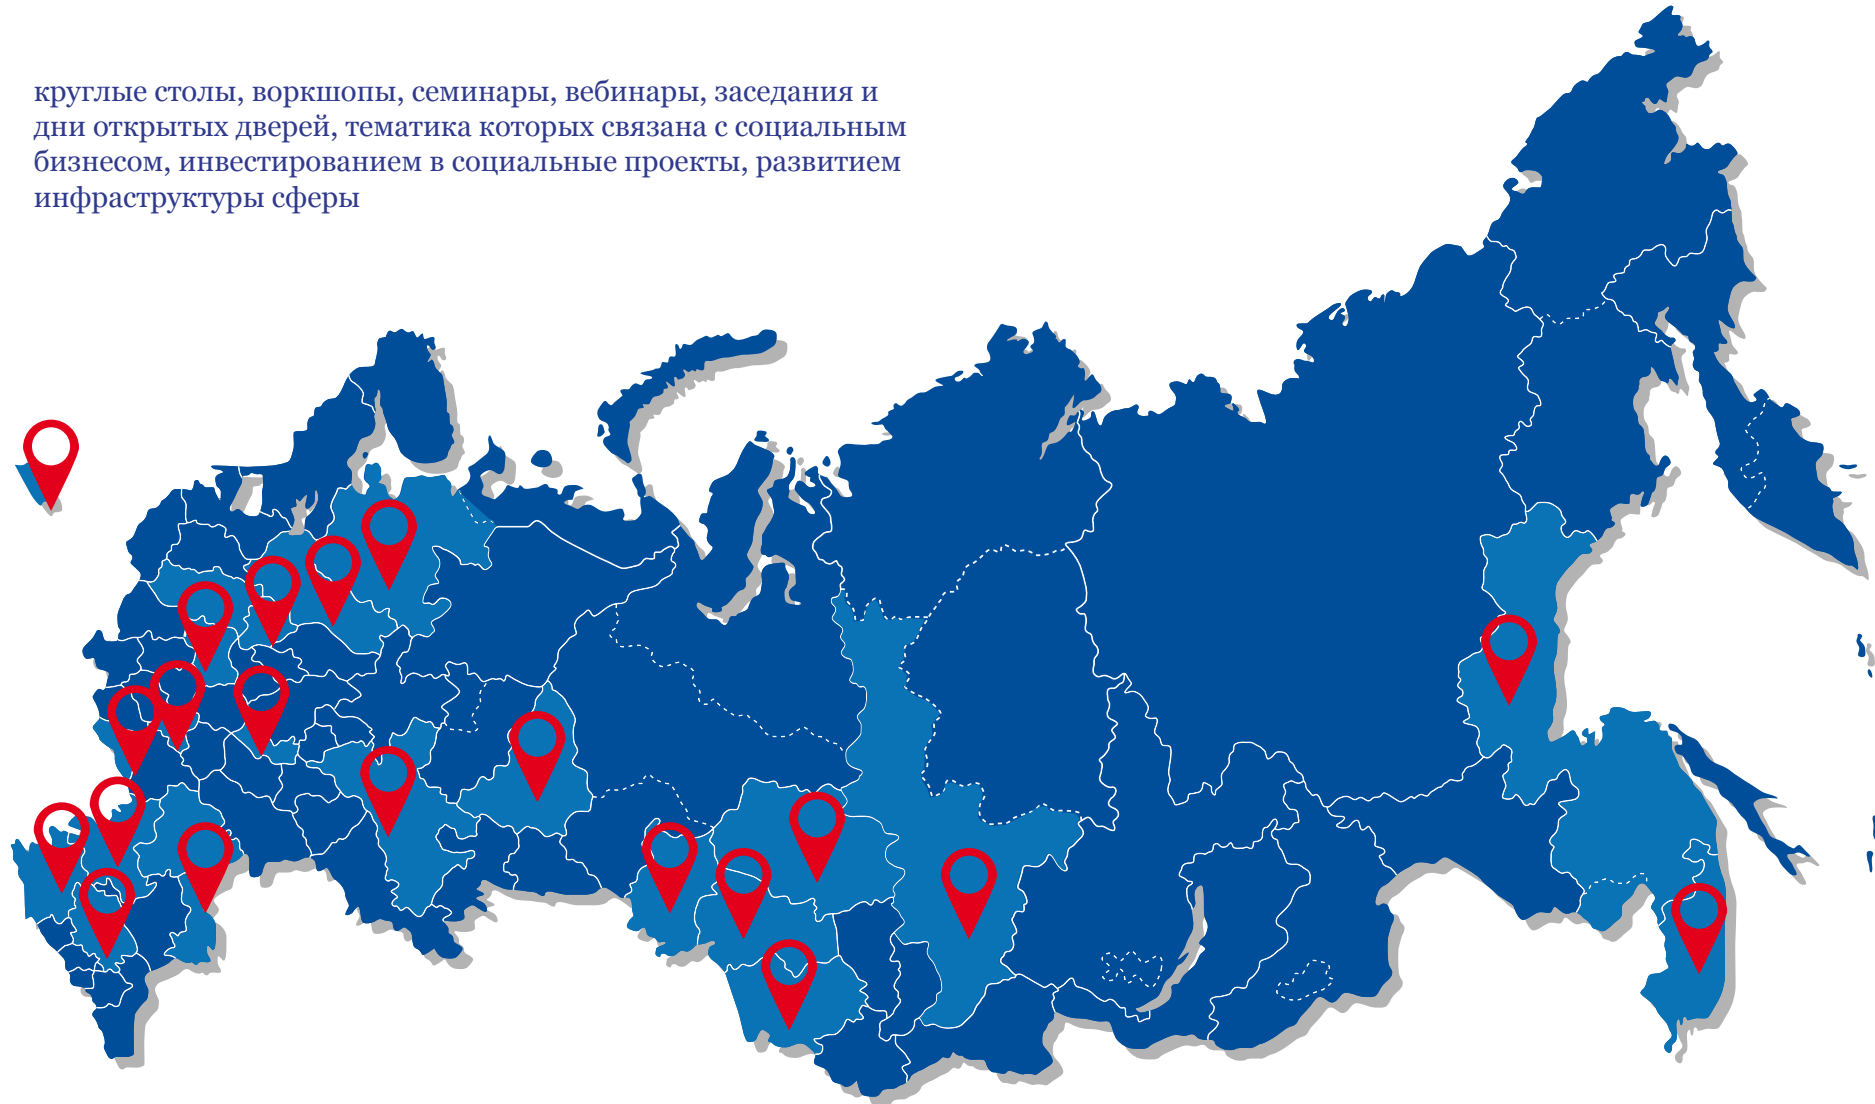 круглые столы, воркшопы, семинары, вебинары, заседания и
дни открытых дверей, тематика которых связана с социальным
бизнесом, инвестированием в социальные проекты, развитием
инфраструктуры сферы